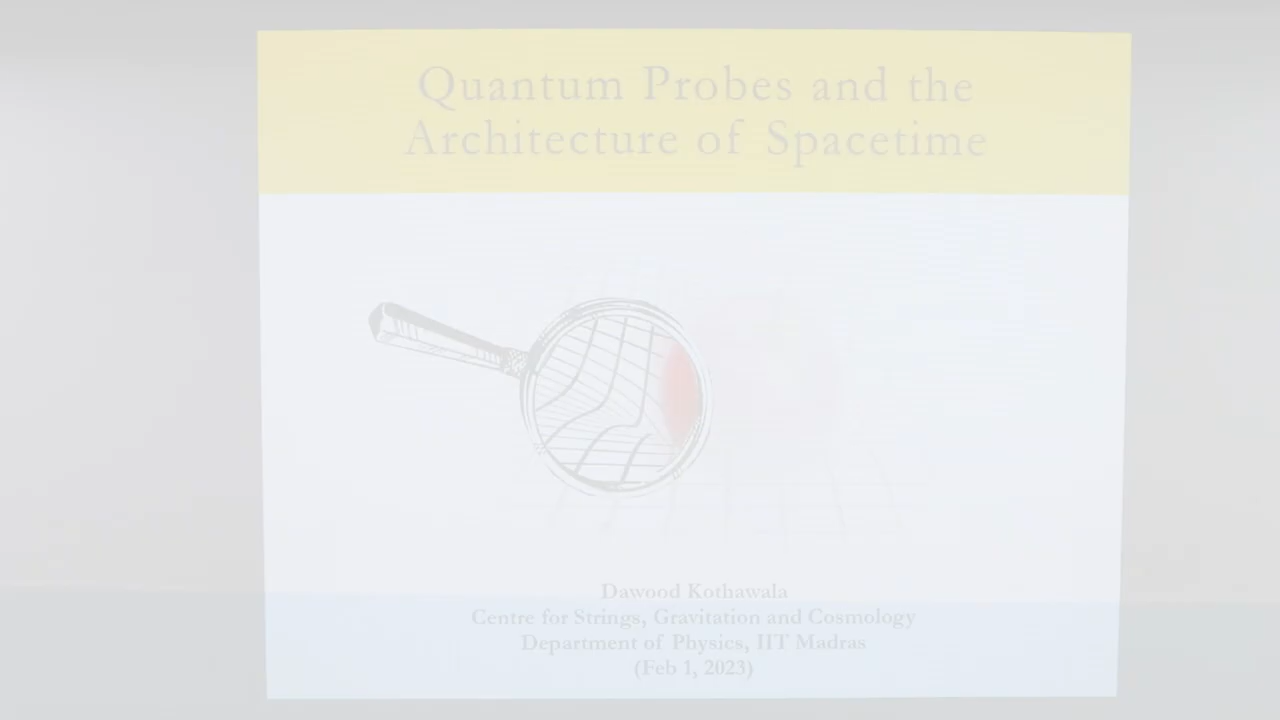 Quantum Probes and the
Architecture of Spacetime
Dawood Kothawala
Centre for Strings, Gravitation and Cosmology
Department of Physics, IIT Madras
(Feb 1, 2023)